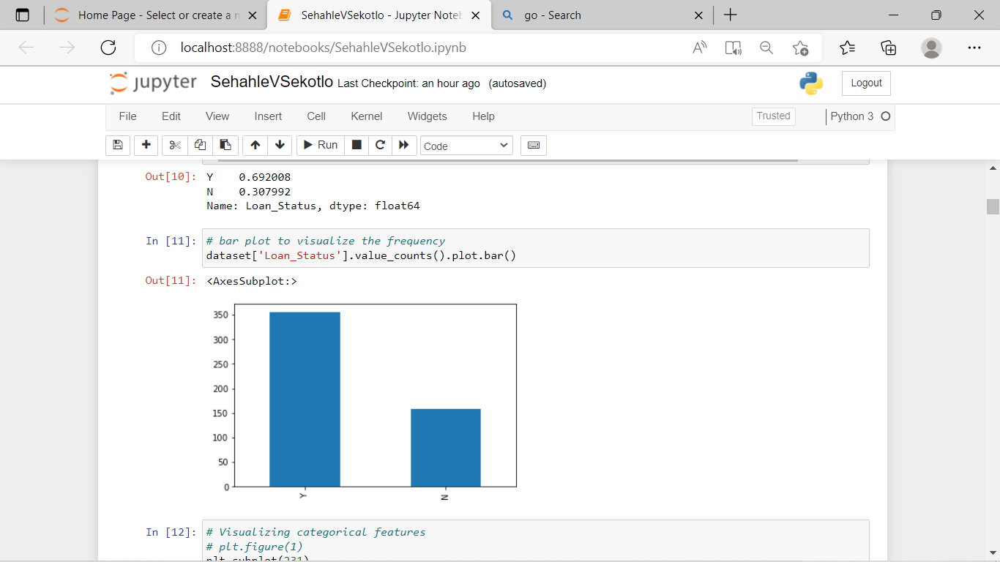 Home Page - Select or create a n
SehahleVSekotlo - Jupyter Noteb
go - Search
localhost:8888/notebooks/SehahleVSekotlo.ipynb
jupyter SehahleVSekotlo Last Checkpoint: an hour ago (autosaved)
Logout
File Edit View Insert Cell Kernel Widgets Help
Trusted
Python 3
Run
Code
Out[10]: Y 0.692008
N 0.307992
Name: Loan_Status, dtype: float64
In [11]: # bar plot to visualize the frequency
dataset['Loan_Status'].value_counts().plot.bar()
Out[11]: <AxesSubplot:>
350
300
250
200
150
100
50
0
Y
N
In [12]: # Visualizing categorical features
# plt.figure(1)
plt.subplot(231)